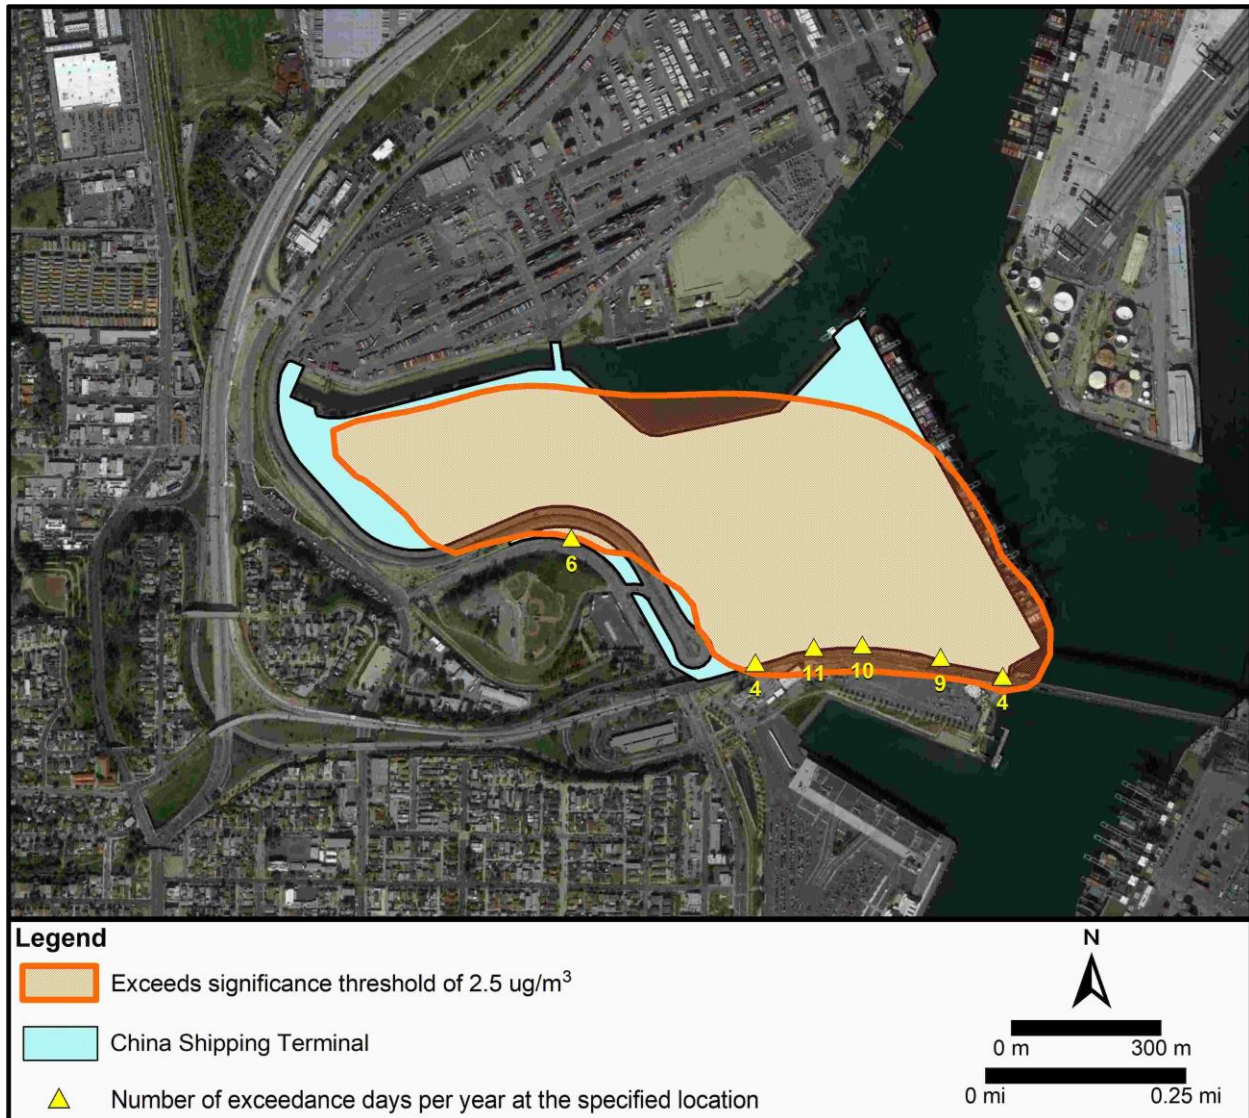 6
4
11
10
9
4
Legend
Exceeds significance threshold of 2.5 ug/m³
China Shipping Terminal
Number of exceedance days per year at the specified location
N
0 m 300 m
0 mi 0.25 mi